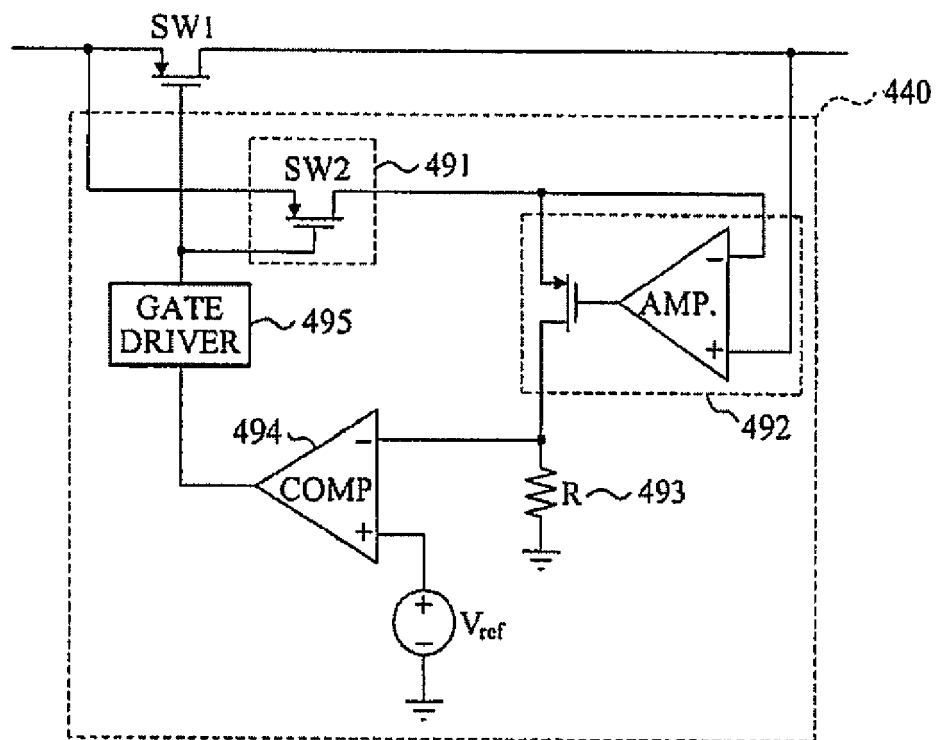 SW1
440
SW2
491
−
AMP.
+
GATE
DRIVER
495
492
494
−
COMP
+
R
493
+
−
Vref